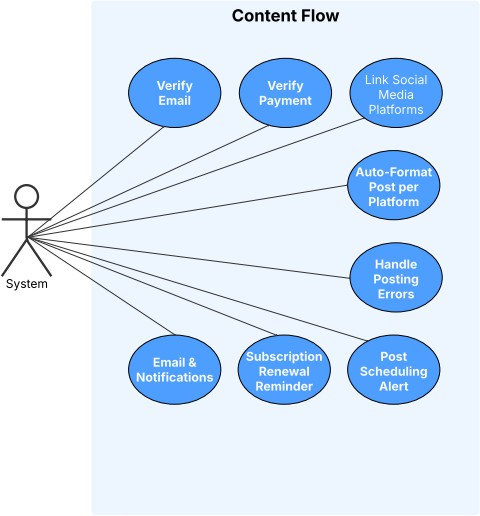 Content Flow
Verify
Email
Verify
Payment
Link Social
Media
Platforms
Auto-Format
Post per
Platform
System
Handle
Posting
Errors
Email &
Notifications
Subscription
Renewal
Reminder
Post
Scheduling
Alert